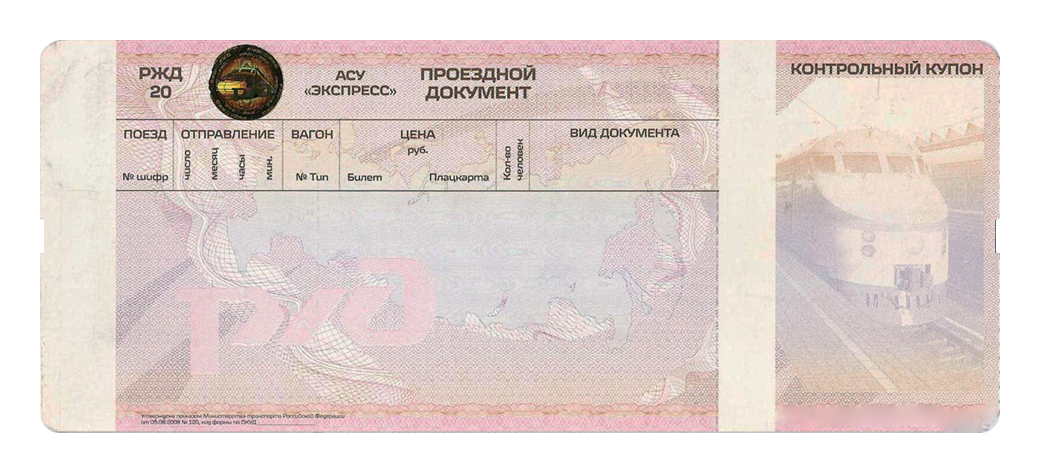 РЖД
20
АСУ
«ЭКСПРЕСС»
ПРОЕЗДНОЙ
ДОКУМЕНТ
КОНТРОЛЬНЫЙ КУПОН
ПОЕЗД
ОТПРАВЛЕНИЕ
ВАГОН
ЦЕНА
руб.
ВИД ДОКУМЕНТА
№ шифр
число
месяц
часы
мин.
№ Тип
Билет
Плацкарта
Кол-во
человек
Утверждена приказом Министерства транспорта Российской Федерации
от 05.08.2008 № 120, код формы по ОКУД